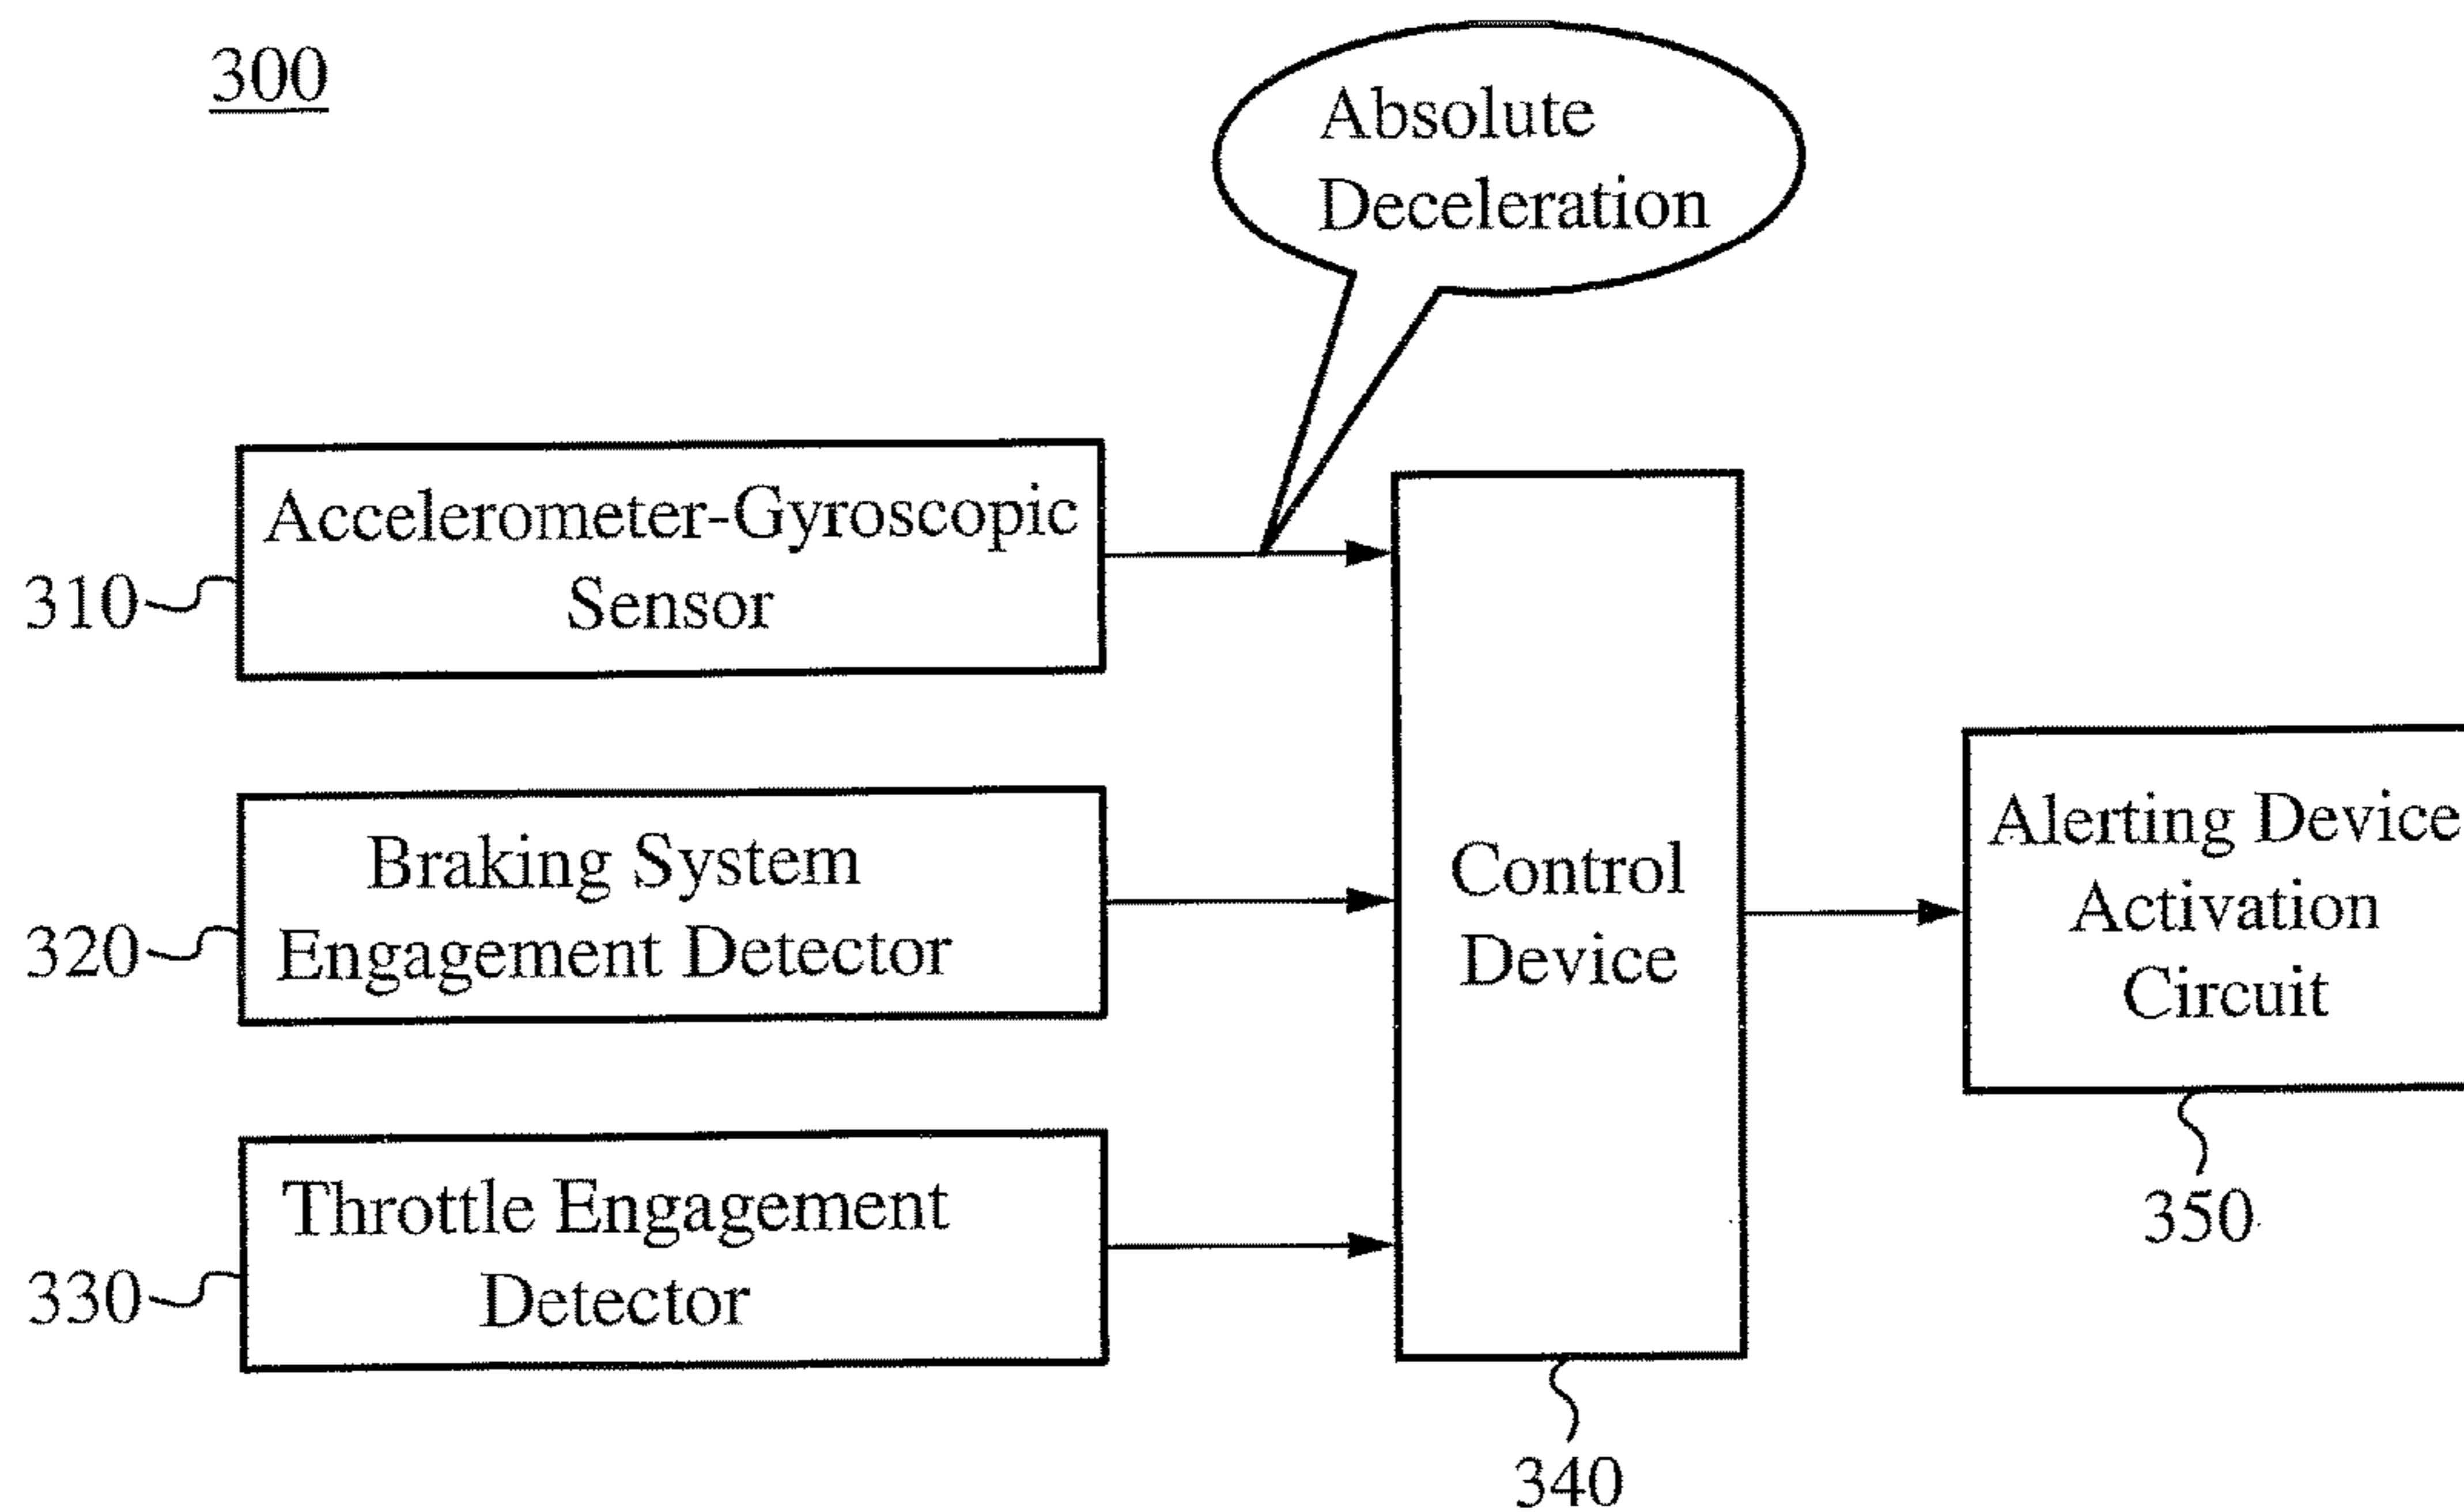 300
Absolute
Deceleration
Accelerometer-Gyroscopic
Sensor
310
Braking System
Engagement Detector
320
Throttle Engagement
Detector
330
Control
Device
340
Alerting Device
Activation
Circuit
350